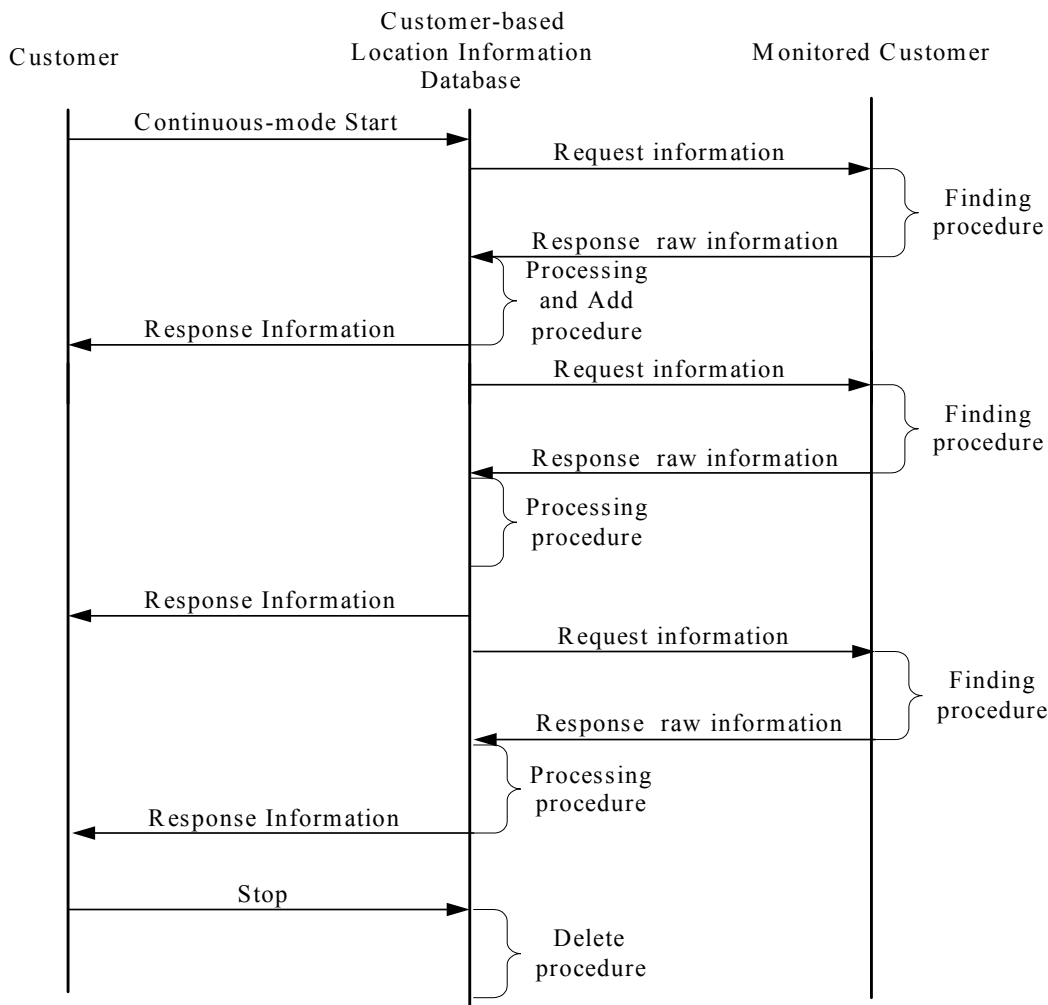 Customer
Customer-based
Location Information
Database
Monitored Customer
Continuous-mode Start
Request information
Finding
procedure
Response raw information
Processing
and Add
procedure
Response Information
Request information
Finding
procedure
Response raw information
Processing
procedure
Response Information
Request information
Finding
procedure
Response raw information
Processing
procedure
Response Information
Stop
Delete
procedure